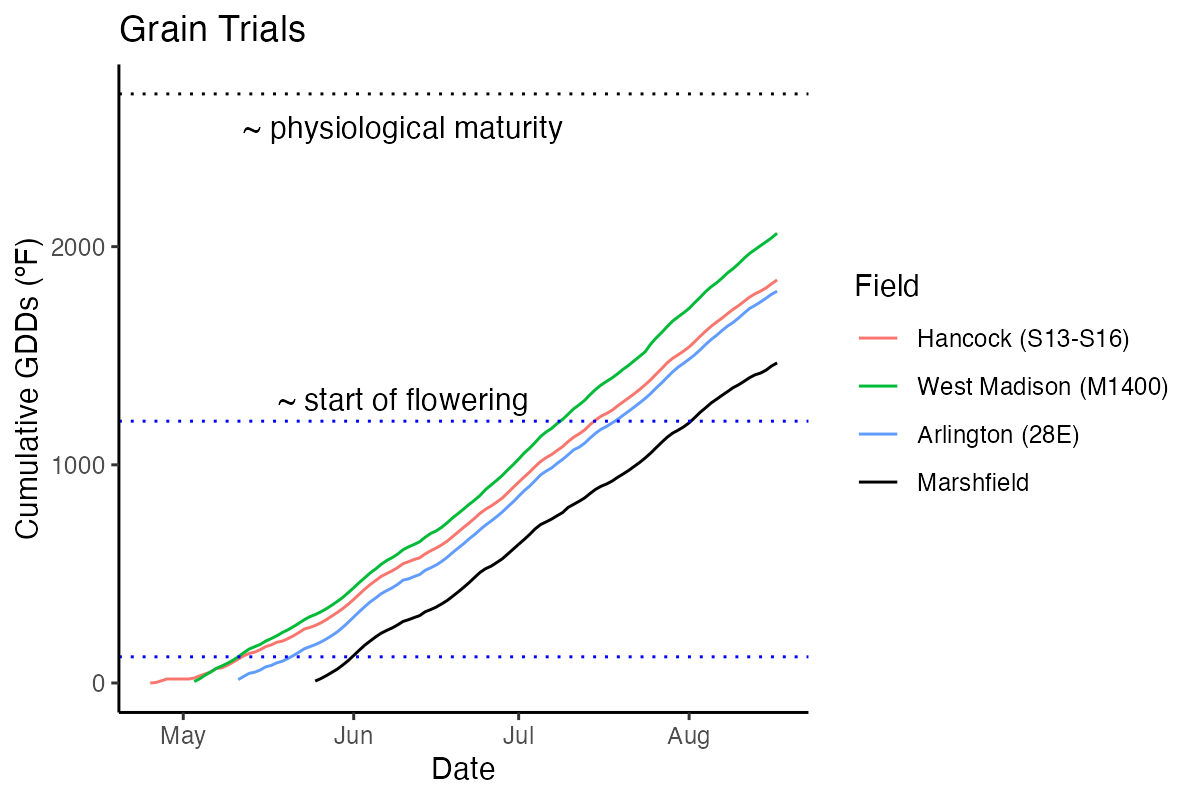 Grain Trials
~ physiological maturity
~ start of flowering
Cumulative GDDs (°F)
2000
1000
0
May Jun Jul Aug
Date
Field
Hancock (S13-S16)
West Madison (M1400)
Arlington (28E)
Marshfield